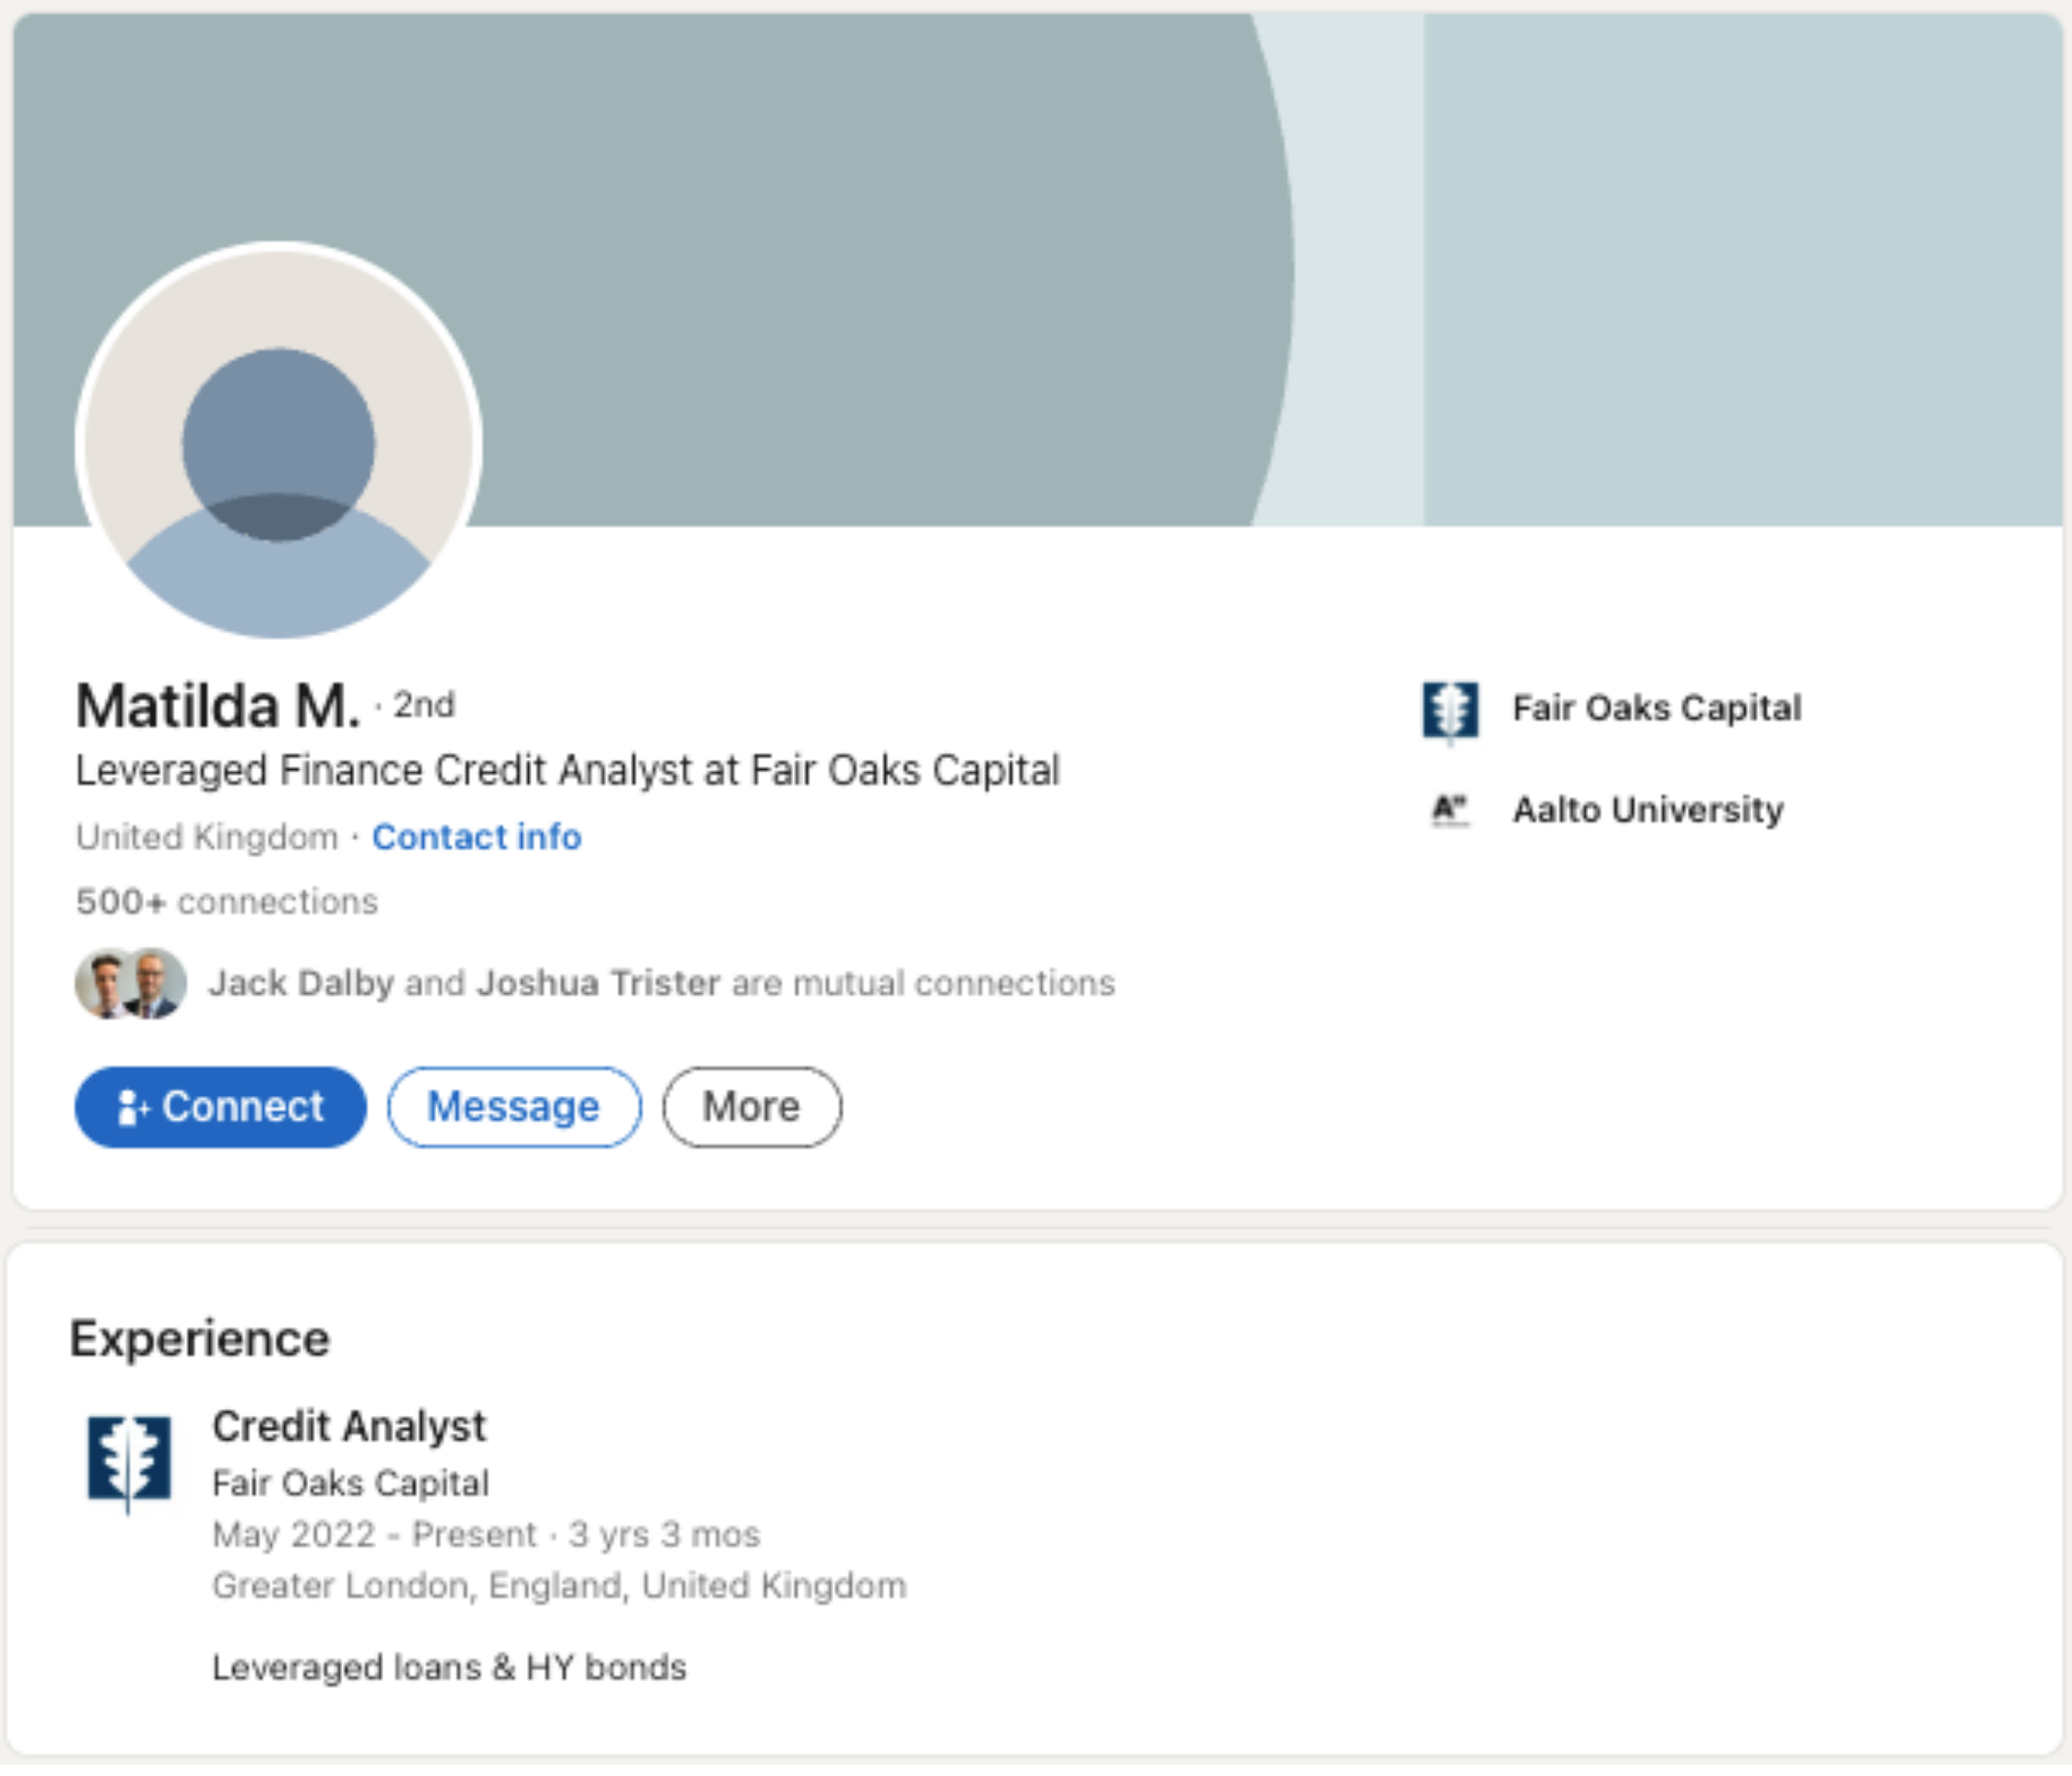 Matilda M. · 2nd
Leveraged Finance Credit Analyst at Fair Oaks Capital
United Kingdom · Contact info
500+ connections
Jack Dalby and Joshua Trister are mutual connections
Connect Message More
Fair Oaks Capital
A"
Aalto University
Experience
Credit Analyst
Fair Oaks Capital
May 2022 - Present · 3 yrs 3 mos
Greater London, England, United Kingdom
Leveraged loans & HY bonds